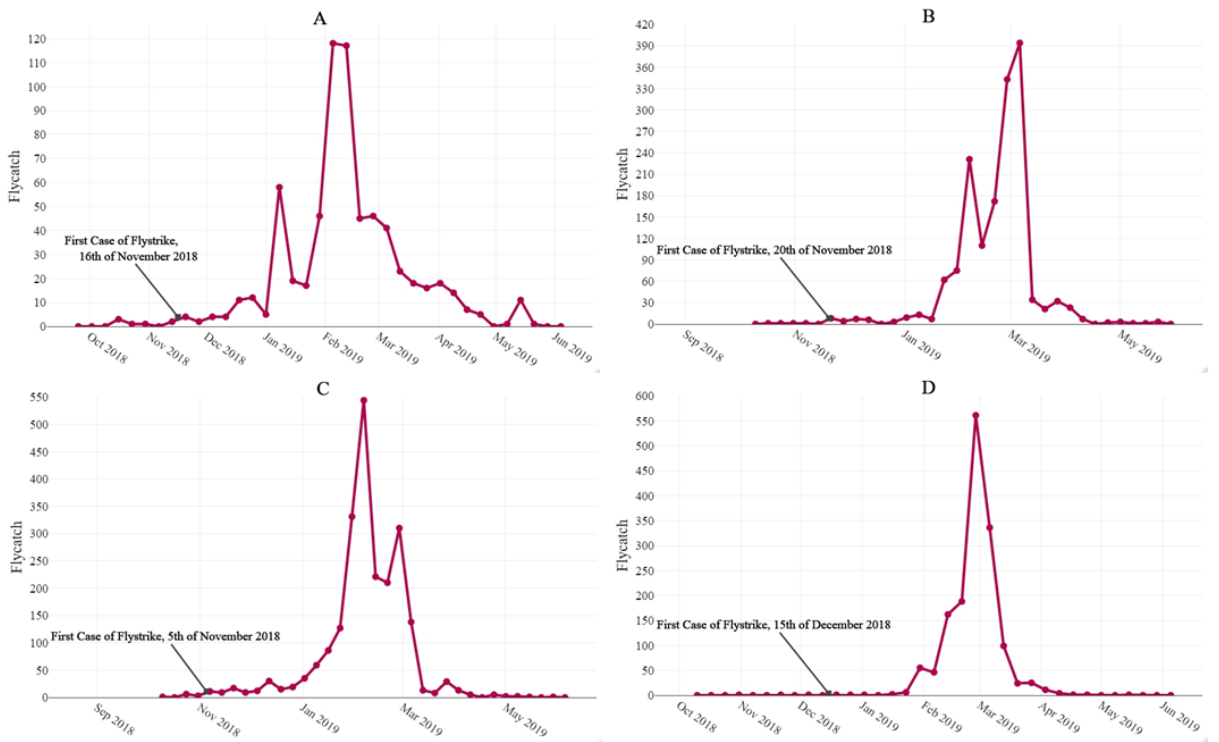 A
120
110
100
90
80
70
60
50
40
30
20
10
0
Flycatch
First Case of Flystrike,
16th of November 2018
Oct 2018
Nov 2018
Dec 2018
Jan 2019
Feb 2019
Mar 2019
Apr 2019
May 2019
Jun 2019
B
420
390
360
330
300
270
240
210
180
150
120
90
60
30
0
Flycatch
First Case of Flystrike, 20th of November 2018
Sep 2018
Nov 2018
Jan 2019
Mar 2019
May 2019
C
550
500
450
400
350
300
250
200
150
100
50
0
Flycatch
First Case of Flystrike, 5th of November 2018
Sep 2018
Nov 2018
Jan 2019
Mar 2019
May 2019
D
600
550
500
450
400
350
300
250
200
150
100
50
0
Flycatch
First Case of Flystrike, 15th of December 2018
Oct 2018
Nov 2018
Dec 2018
Jan 2019
Feb 2019
Mar 2019
Apr 2019
May 2019
Jun 2019